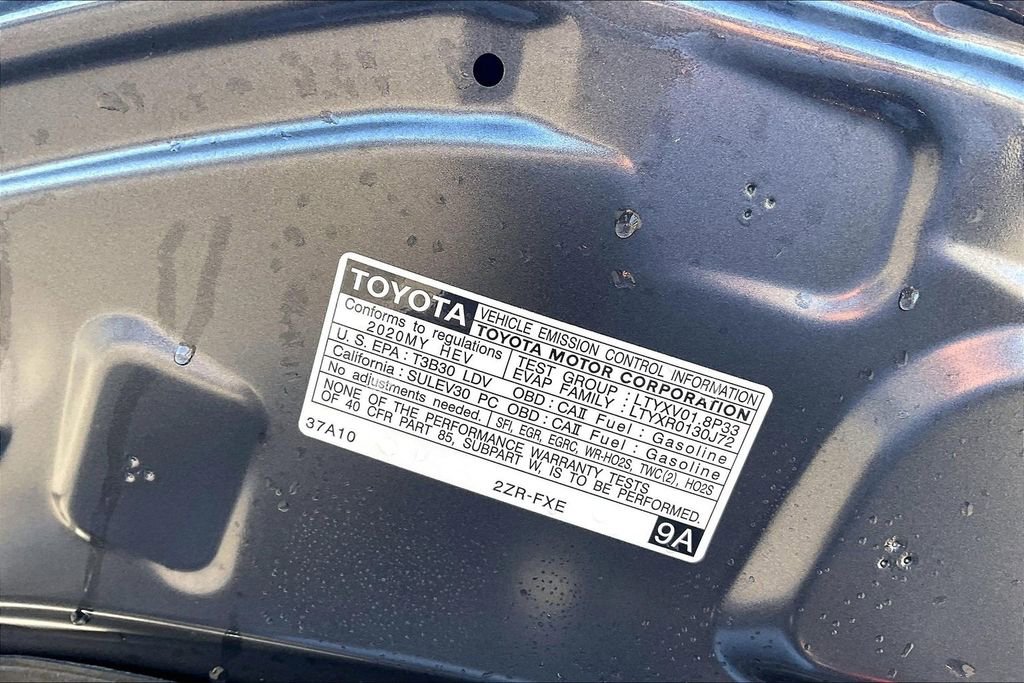 TOYOTA VEHICLE EMISSION CONTROL INFORMATION
TOYOTA MOTOR CORPORATION
Conforms to regulations
2020MY HEV
TEST GROUP : LTYXV01.8P33
EVAP FAMILY : LTYXR0130J72
U. S. EPA : T3B30 LDV OBD : CAⅡ Fuel : Gasoline
California : SULEV30 PC OBD : CAⅡ Fuel : Gasoline
No adjustments needed. SFI, EGR, EGRC, WR-HO2S, TWC(2), HO2S
NONE OF THE PERFORMANCE WARRANTY TESTS
OF 40 CFR PART 85, SUBPART W, IS TO BE PERFORMED.
37A10 2ZR-FXE 9A